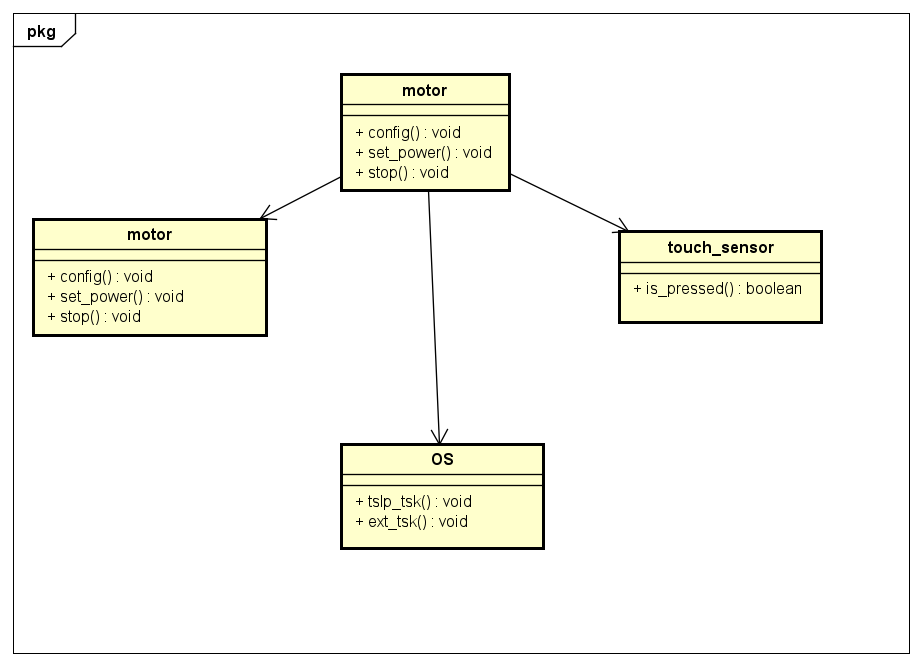 pkg
motor
+ config() : void
+ set_power() : void
+ stop() : void
motor
+ config() : void
+ set_power() : void
+ stop() : void
touch_sensor
+ is_pressed() : boolean
OS
+ tslp_tsk() : void
+ ext_tsk() : void